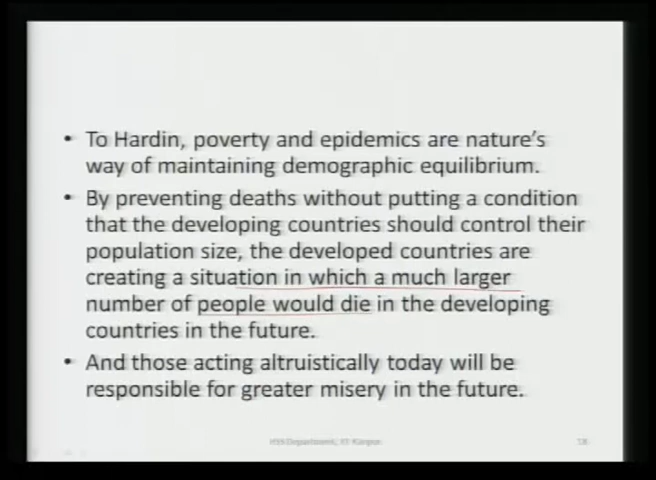 • To Hardin, poverty and epidemics are nature's
way of maintaining demographic equilibrium.
• By preventing deaths without putting a condition
that the developing countries should control their
population size, the developed countries are
creating a situation in which a much larger
number of people would die in the developing
countries in the future.
• And those acting altruistically today will be
responsible for greater misery in the future.
HSS Department, IIT Kanpur